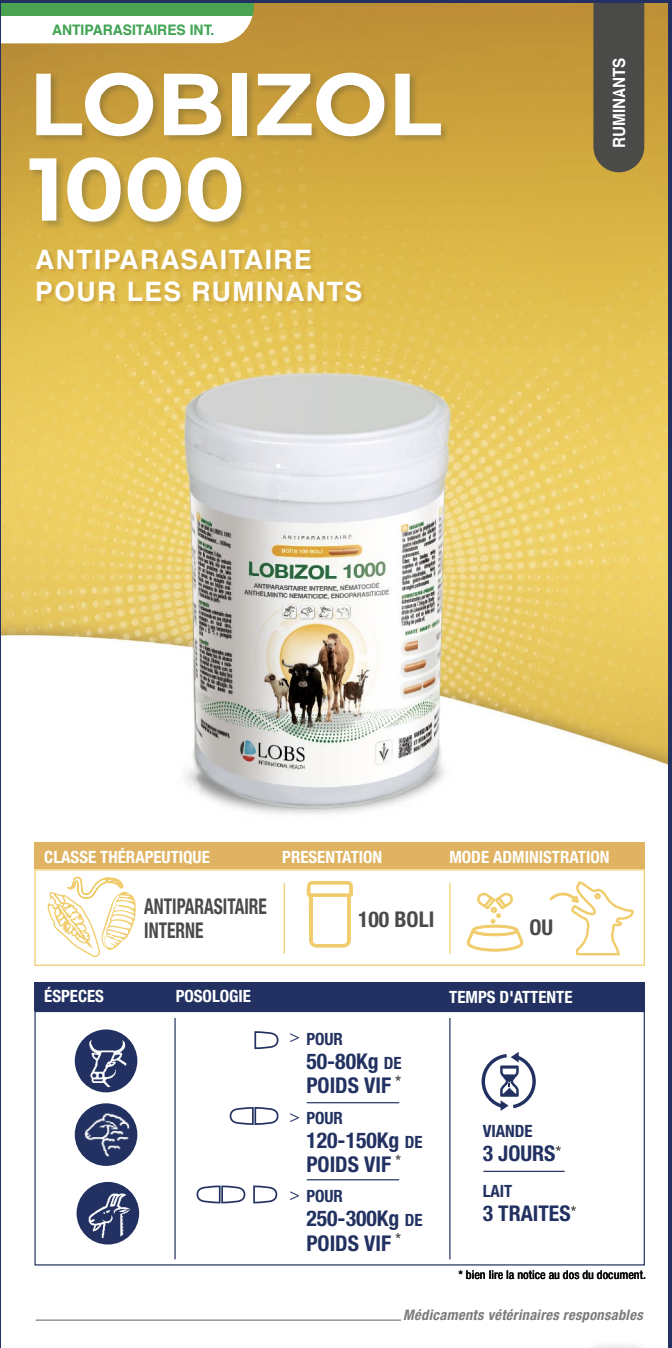 ANTIPARASITAIRES INT.
RUMINANTS
LOBIZOL
1000
ANTIPARASAITAIRE
POUR LES RUMINANTS
ANTIPARASITAIRE
BOITE 100 BOLI
LOBIZOL 1000
ANTIPARASITAIRE INTERNE, NÉMATOCIDE
ANTHELMINTIC NEMATICIDE, ENDOPARASITICIDE
LOBS
INTERNATIONAL HEALTH
CLASSE THÉRAPEUTIQUE PRESENTATION MODE ADMINISTRATION
ANTIPARASITAIRE
INTERNE
100 BOLI
OU
ÉSPECES POSOLOGIE TEMPS D'ATTENTE
> POUR
50-80Kg DE
POIDS VIF *
> POUR
120-150Kg DE
POIDS VIF *
> POUR
250-300Kg DE
POIDS VIF *
VIANDE
3 JOURS*
LAIT
3 TRAITES*
* bien lire la notice au dos du document.
Médicaments vétérinaires responsables